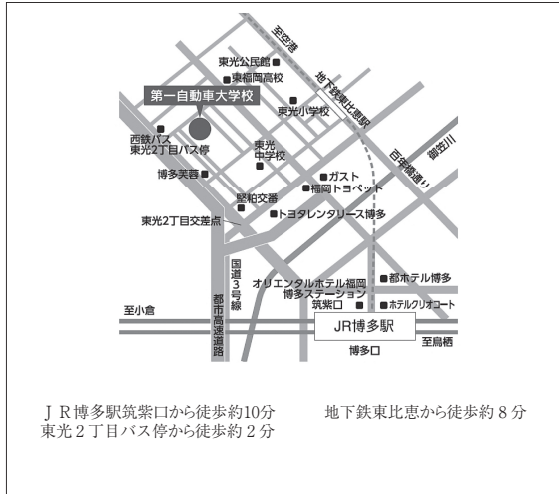 至空港
東光公民館
東福岡高校
第一自動車大学校
東光小学校
地下鉄東比恵駅
御笠川
百年橋通り
西鉄バス
東光2丁目バス停
東光
中学校
博多芙蓉
ガスト
福岡トヨペット
堅粕交番
トヨタレンタリース博多
東光2丁目交差点
国道3号線
都市高速道路
オリエンタルホテル福岡
博多ステーション
都ホテル博多
筑紫口
ホテルクリオコート
至小倉
JR博多駅
至鳥栖
博多口
ＪＲ博多駅筑紫口から徒歩約10分
東光２丁目バス停から徒歩約２分
地下鉄東比恵から徒歩約８分